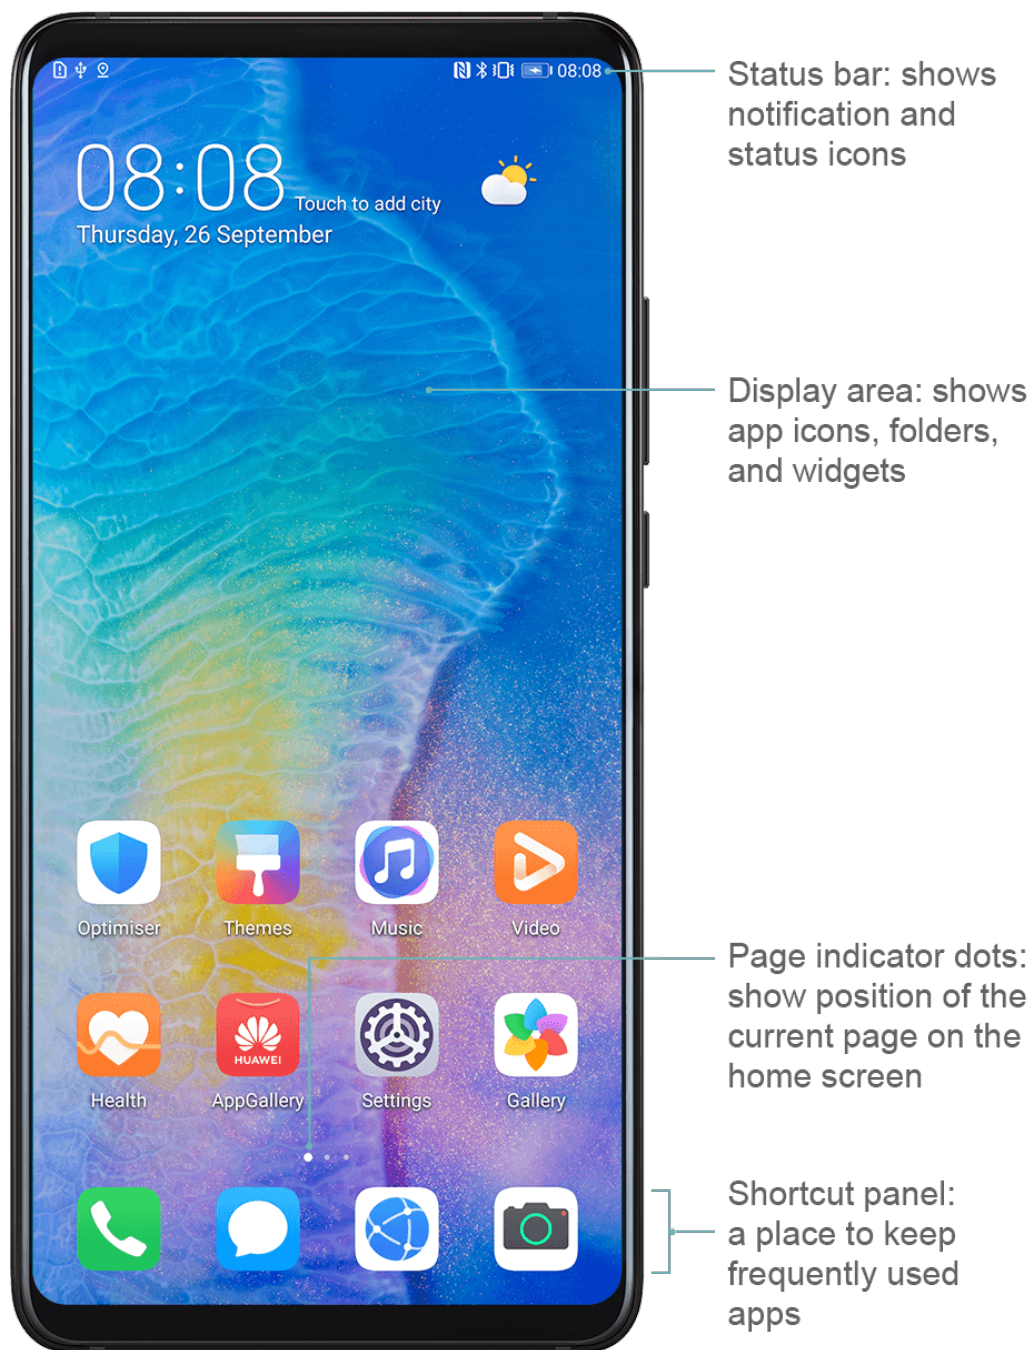 08:08
Status bar: shows
notification and
status icons
08:08
Touch to add city
Thursday, 26 September
Display area: shows
app icons, folders,
and widgets
Optimiser
Themes
Music
Video
Page indicator dots:
show position of the
current page on the
home screen
HUAWEI
Health
AppGallery
Settings
Gallery
Shortcut panel:
a place to keep
frequently used
apps